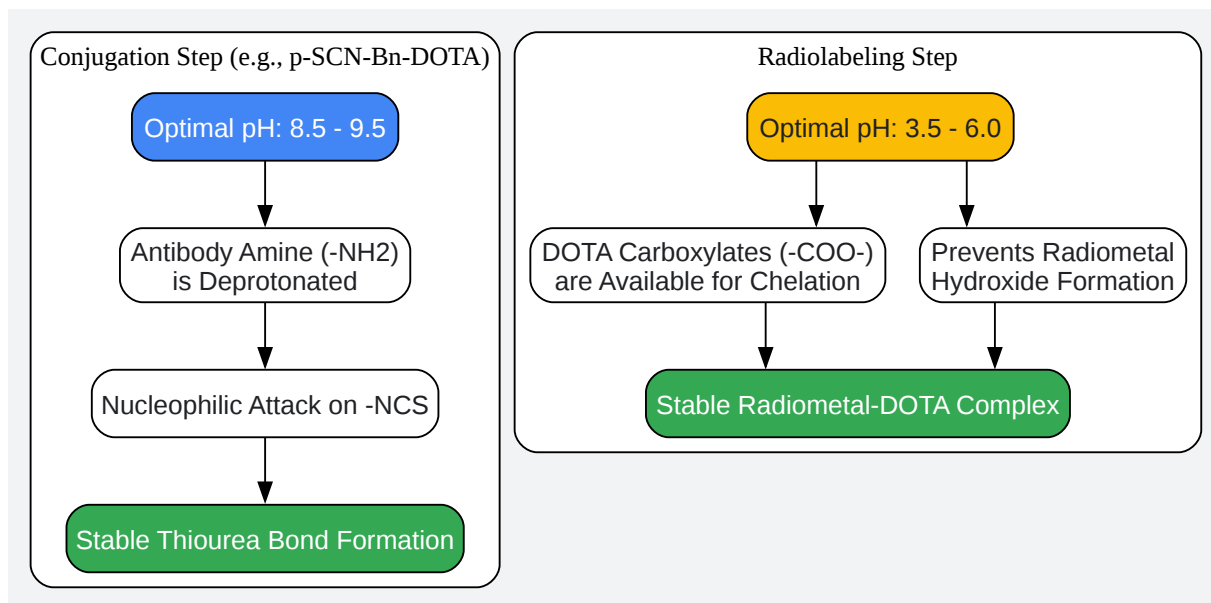 Conjugation Step (e.g., p-SCN-Bn-DOTA)
Optimal pH: 8.5 - 9.5
Antibody Amine (-NH2)
is Deprotonated
Nucleophilic Attack on -NCS
Stable Thiourea Bond Formation
Radiolabeling Step
Optimal pH: 3.5 - 6.0
DOTA Carboxylates (-COO-)
are Available for Chelation
Prevents Radiometal
Hydroxide Formation
Stable Radiometal-DOTA Complex